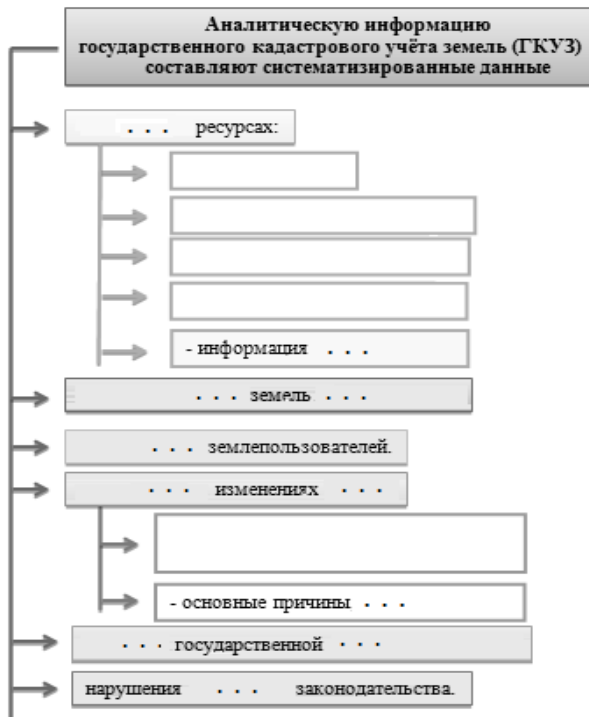 Аналитическую информацию
государственного кадастрового учёта земель (ГКУЗ)
составляют систематизированные данные
. . . ресурсах:
- информация . . .
. . . земель . . .
. . . землепользователей.
. . . изменениях . . .
- основные причины . . .
. . . государственной . . .
нарушения . . . законодательства.